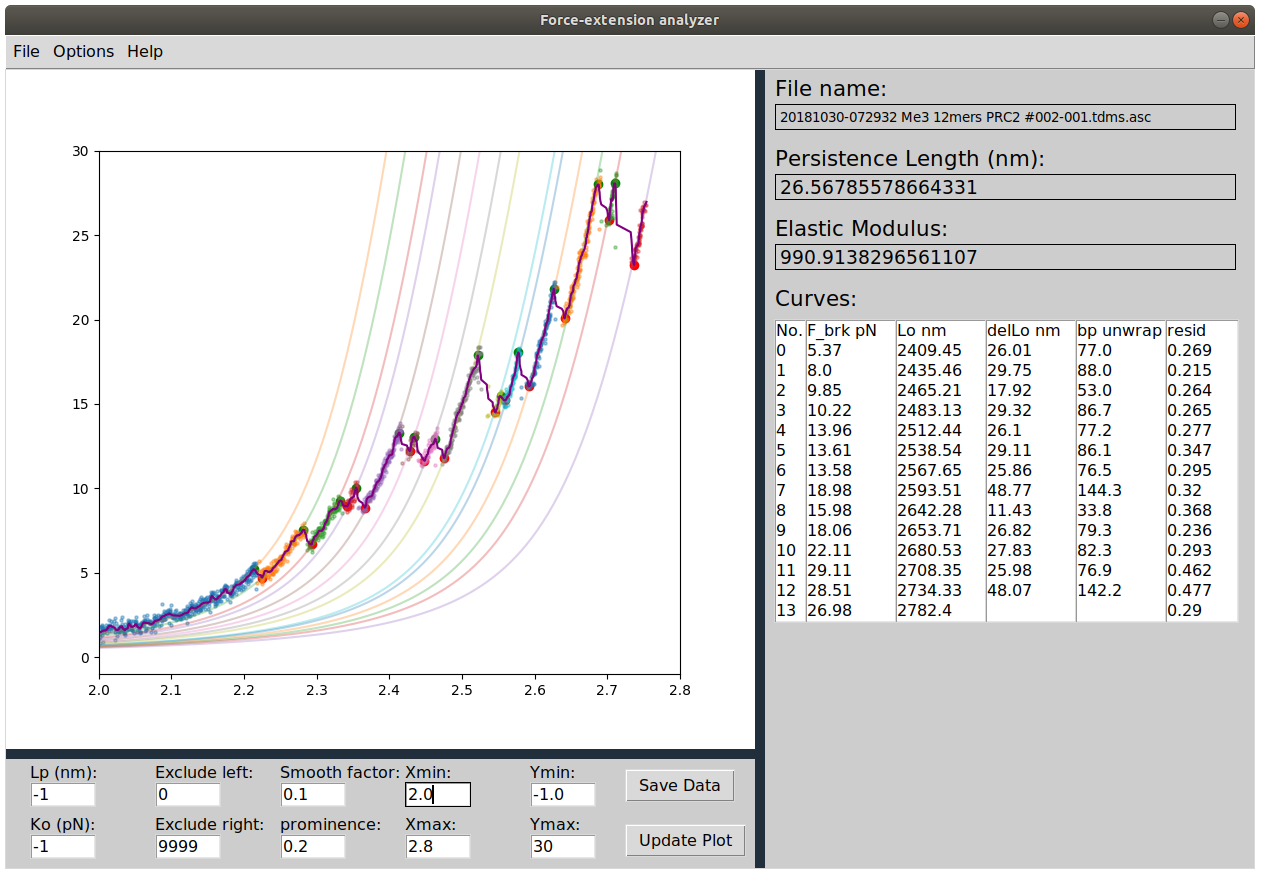 Force-extension analyzer
File Options Help
30
25
20
15
10
5
0
2.0 2.1 2.2 2.3 2.4 2.5 2.6 2.7 2.8
File name:
20181030-072932 Me3 12mers PRC2 #002-001.tdms.asc
Persistence Length (nm):
26.56785578664331
Elastic Modulus:
990.9138296561107
Curves:
No. F_brk pN Lo nm delLo nm bp unwrap resid
0 5.37 2409.45 26.01 77.0 0.269
1 8.0 2435.46 29.75 88.0 0.215
2 9.85 2465.21 17.92 53.0 0.264
3 10.22 2483.13 29.32 86.7 0.265
4 13.96 2512.44 26.1 77.2 0.277
5 13.61 2538.54 29.11 86.1 0.347
6 13.58 2567.65 25.86 76.5 0.295
7 18.98 2593.51 48.77 144.3 0.32
8 15.98 2642.28 11.43 33.8 0.368
9 18.06 2653.71 26.82 79.3 0.236
10 22.11 2680.53 27.83 82.3 0.293
11 29.11 2708.35 25.98 76.9 0.462
12 28.51 2734.33 48.07 142.2 0.477
13 26.98 2782.4 0.29
Lp (nm): Exclude left: Smooth factor: Xmin: Ymin:
-1 0 0.1 2.0 -1.0 Save Data
Ko (pN): Exclude right: prominence: Xmax: Ymax:
-1 9999 0.2 2.8 30 Update Plot